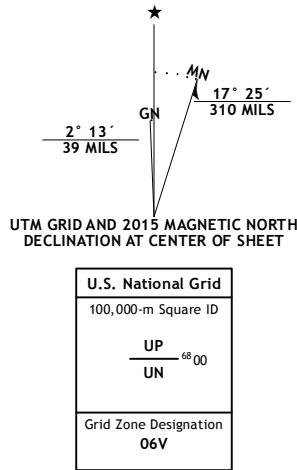 ★
MN
GN
17° 25´
310 MILS
2° 13´
39 MILS
UTM GRID AND 2015 MAGNETIC NORTH
DECLINATION AT CENTER OF SHEET
U.S. National Grid
100,000-m Square ID
UP
68 00
UN
Grid Zone Designation
06V